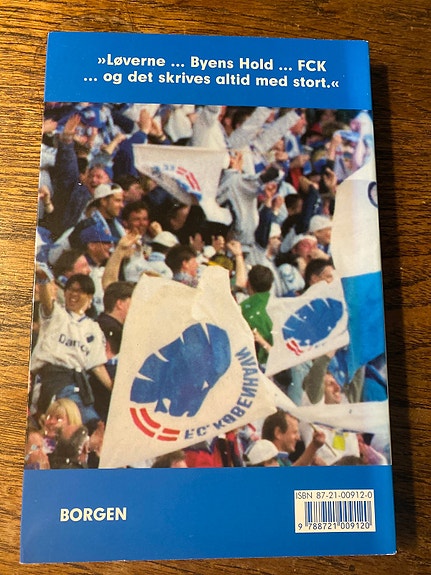 »Løverne ... Byens Hold ... FCK
... og det skrives altid med stort.«
FC KØBENHAVN
BORGEN
ISBN 87-21-00912-0
9 788721 009120